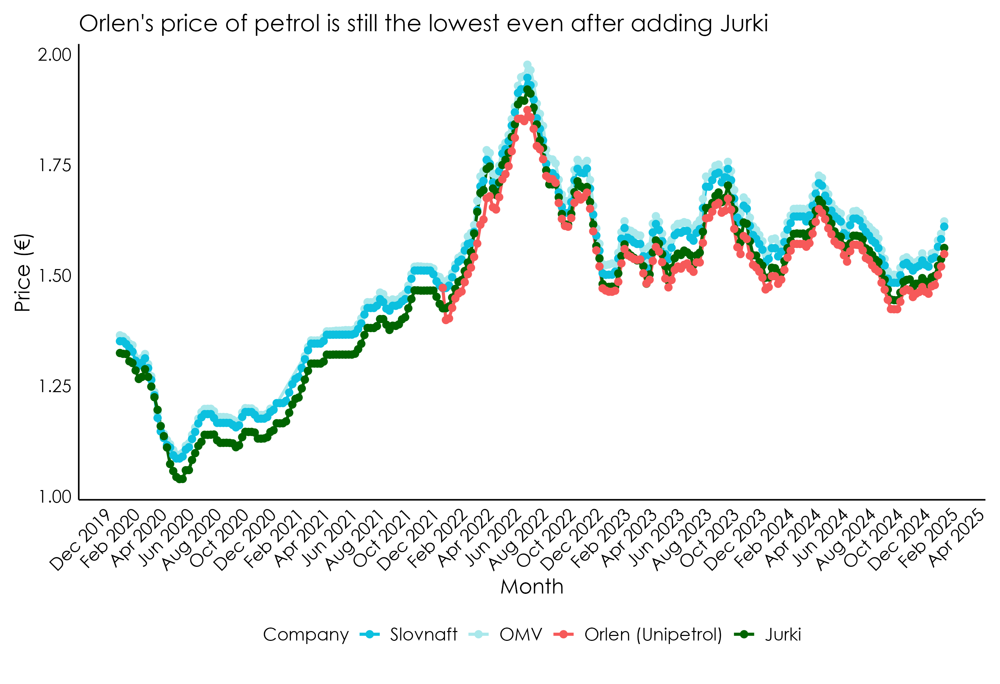 Orlen's price of petrol is still the lowest even after adding Jurki
2.00
1.75
1.50
1.25
1.00
Price (€)
Dec 2019
Feb 2020
Apr 2020
Jun 2020
Aug 2020
Oct 2020
Dec 2020
Feb 2021
Apr 2021
Jun 2021
Aug 2021
Oct 2021
Dec 2021
Feb 2022
Apr 2022
Jun 2022
Aug 2022
Oct 2022
Dec 2022
Feb 2023
Apr 2023
Jun 2023
Aug 2023
Oct 2023
Dec 2023
Feb 2024
Apr 2024
Jun 2024
Aug 2024
Oct 2024
Dec 2024
Feb 2025
Apr 2025
Month
Company Slovnaft OMV Orlen (Unipetrol) Jurki